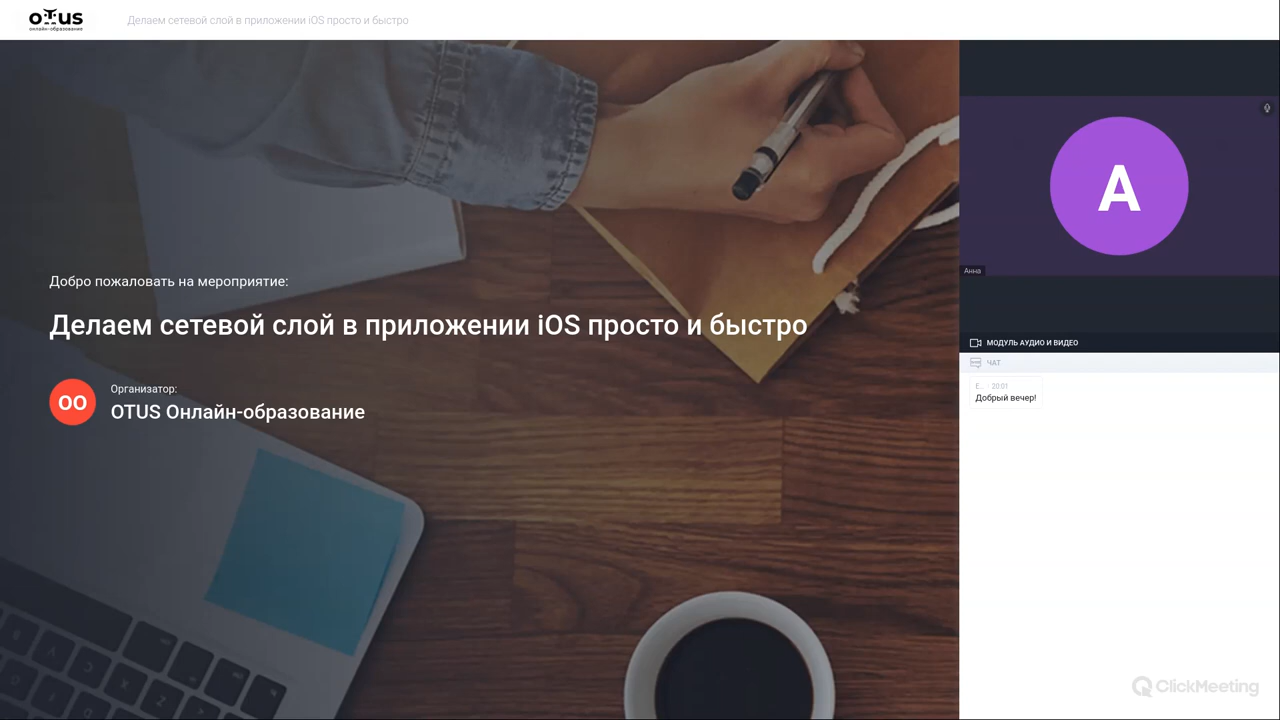 OTUS
онлайн-образование
Делаем сетевой слой в приложении iOS просто и быстро
Добро пожаловать на мероприятие:
Делаем сетевой слой в приложении iOS просто и быстро
OO
Организатор:
OTUS Онлайн-образование
A
Анна
МОДУЛЬ АУДИО И ВИДЕО
ЧАТ
Е... 20:01
Добрый вечер!
ClickMeeting